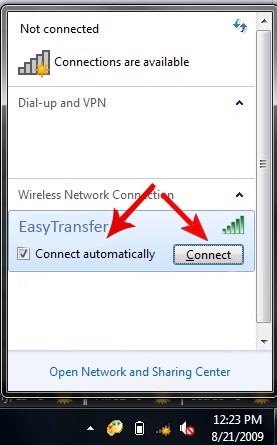 Not connected
Connections are available
Dial-up and VPN
Wireless Network Connection
EasyTransfer
Connect automatically
Connect
Open Network and Sharing Center
12:23 PM
8/21/2009